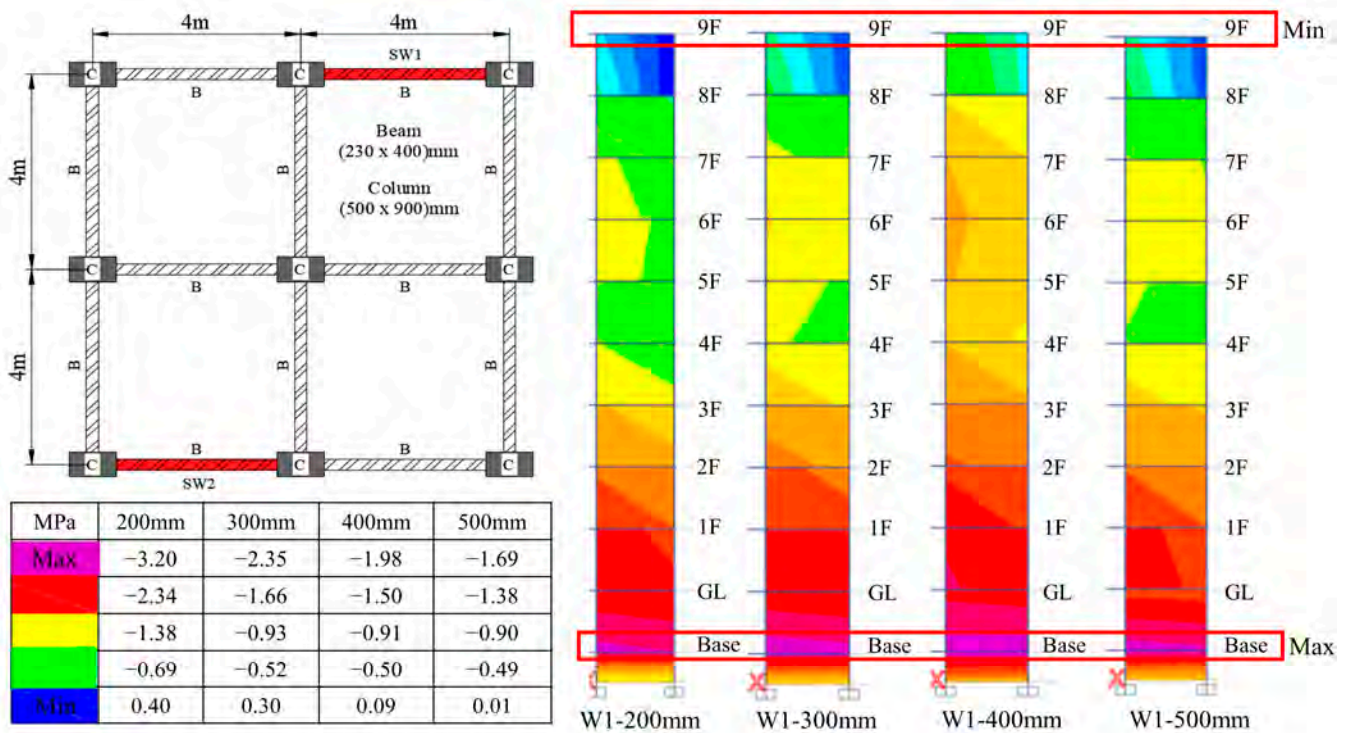 4m 4m
SW1
C C C
B B
4m
B B B
Beam
(230 x 400)mm
Column
(500 x 900)mm
C C C
B B
4m
B B B
B B
C C C
SW2
MPa 200mm 300mm 400mm 500mm
Max −3.20 −2.35 −1.98 −1.69
−2.34 −1.66 −1.50 −1.38
−1.38 −0.93 −0.91 −0.90
−0.69 −0.52 −0.50 −0.49
Min 0.40 0.30 0.09 0.01
9F 9F 9F 9F Min
8F 8F 8F 8F
7F 7F 7F 7F
6F 6F 6F 6F
5F 5F 5F 5F
4F 4F 4F 4F
3F 3F 3F 3F
2F 2F 2F 2F
1F 1F 1F 1F
GL GL GL GL
Base Base Base Base Max
X X X
W1-200mm W1-300mm W1-400mm W1-500mm